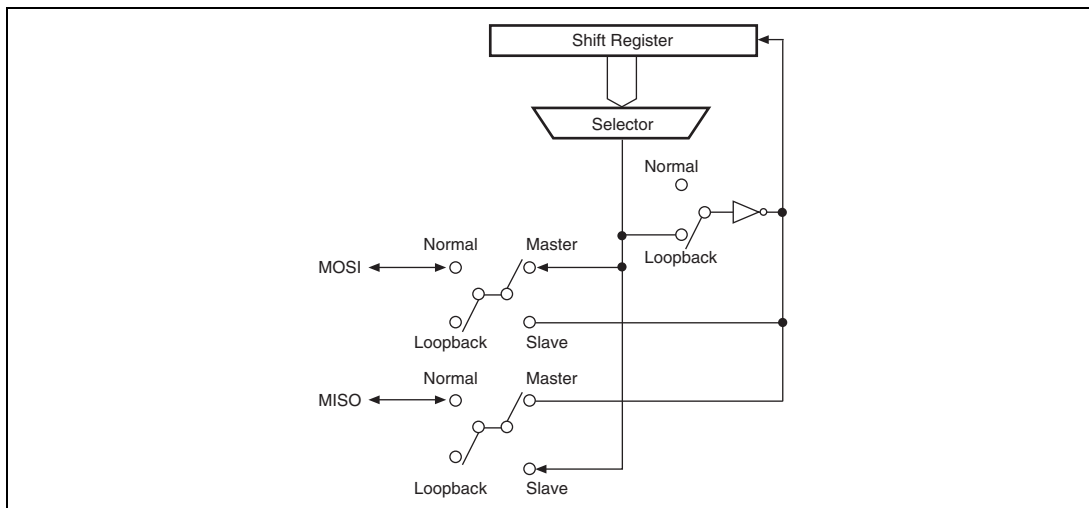 Shift Register
Selector
Normal
Loopback
Normal
Master
MOSI
Loopback
Slave
Normal
Master
MISO
Loopback
Slave